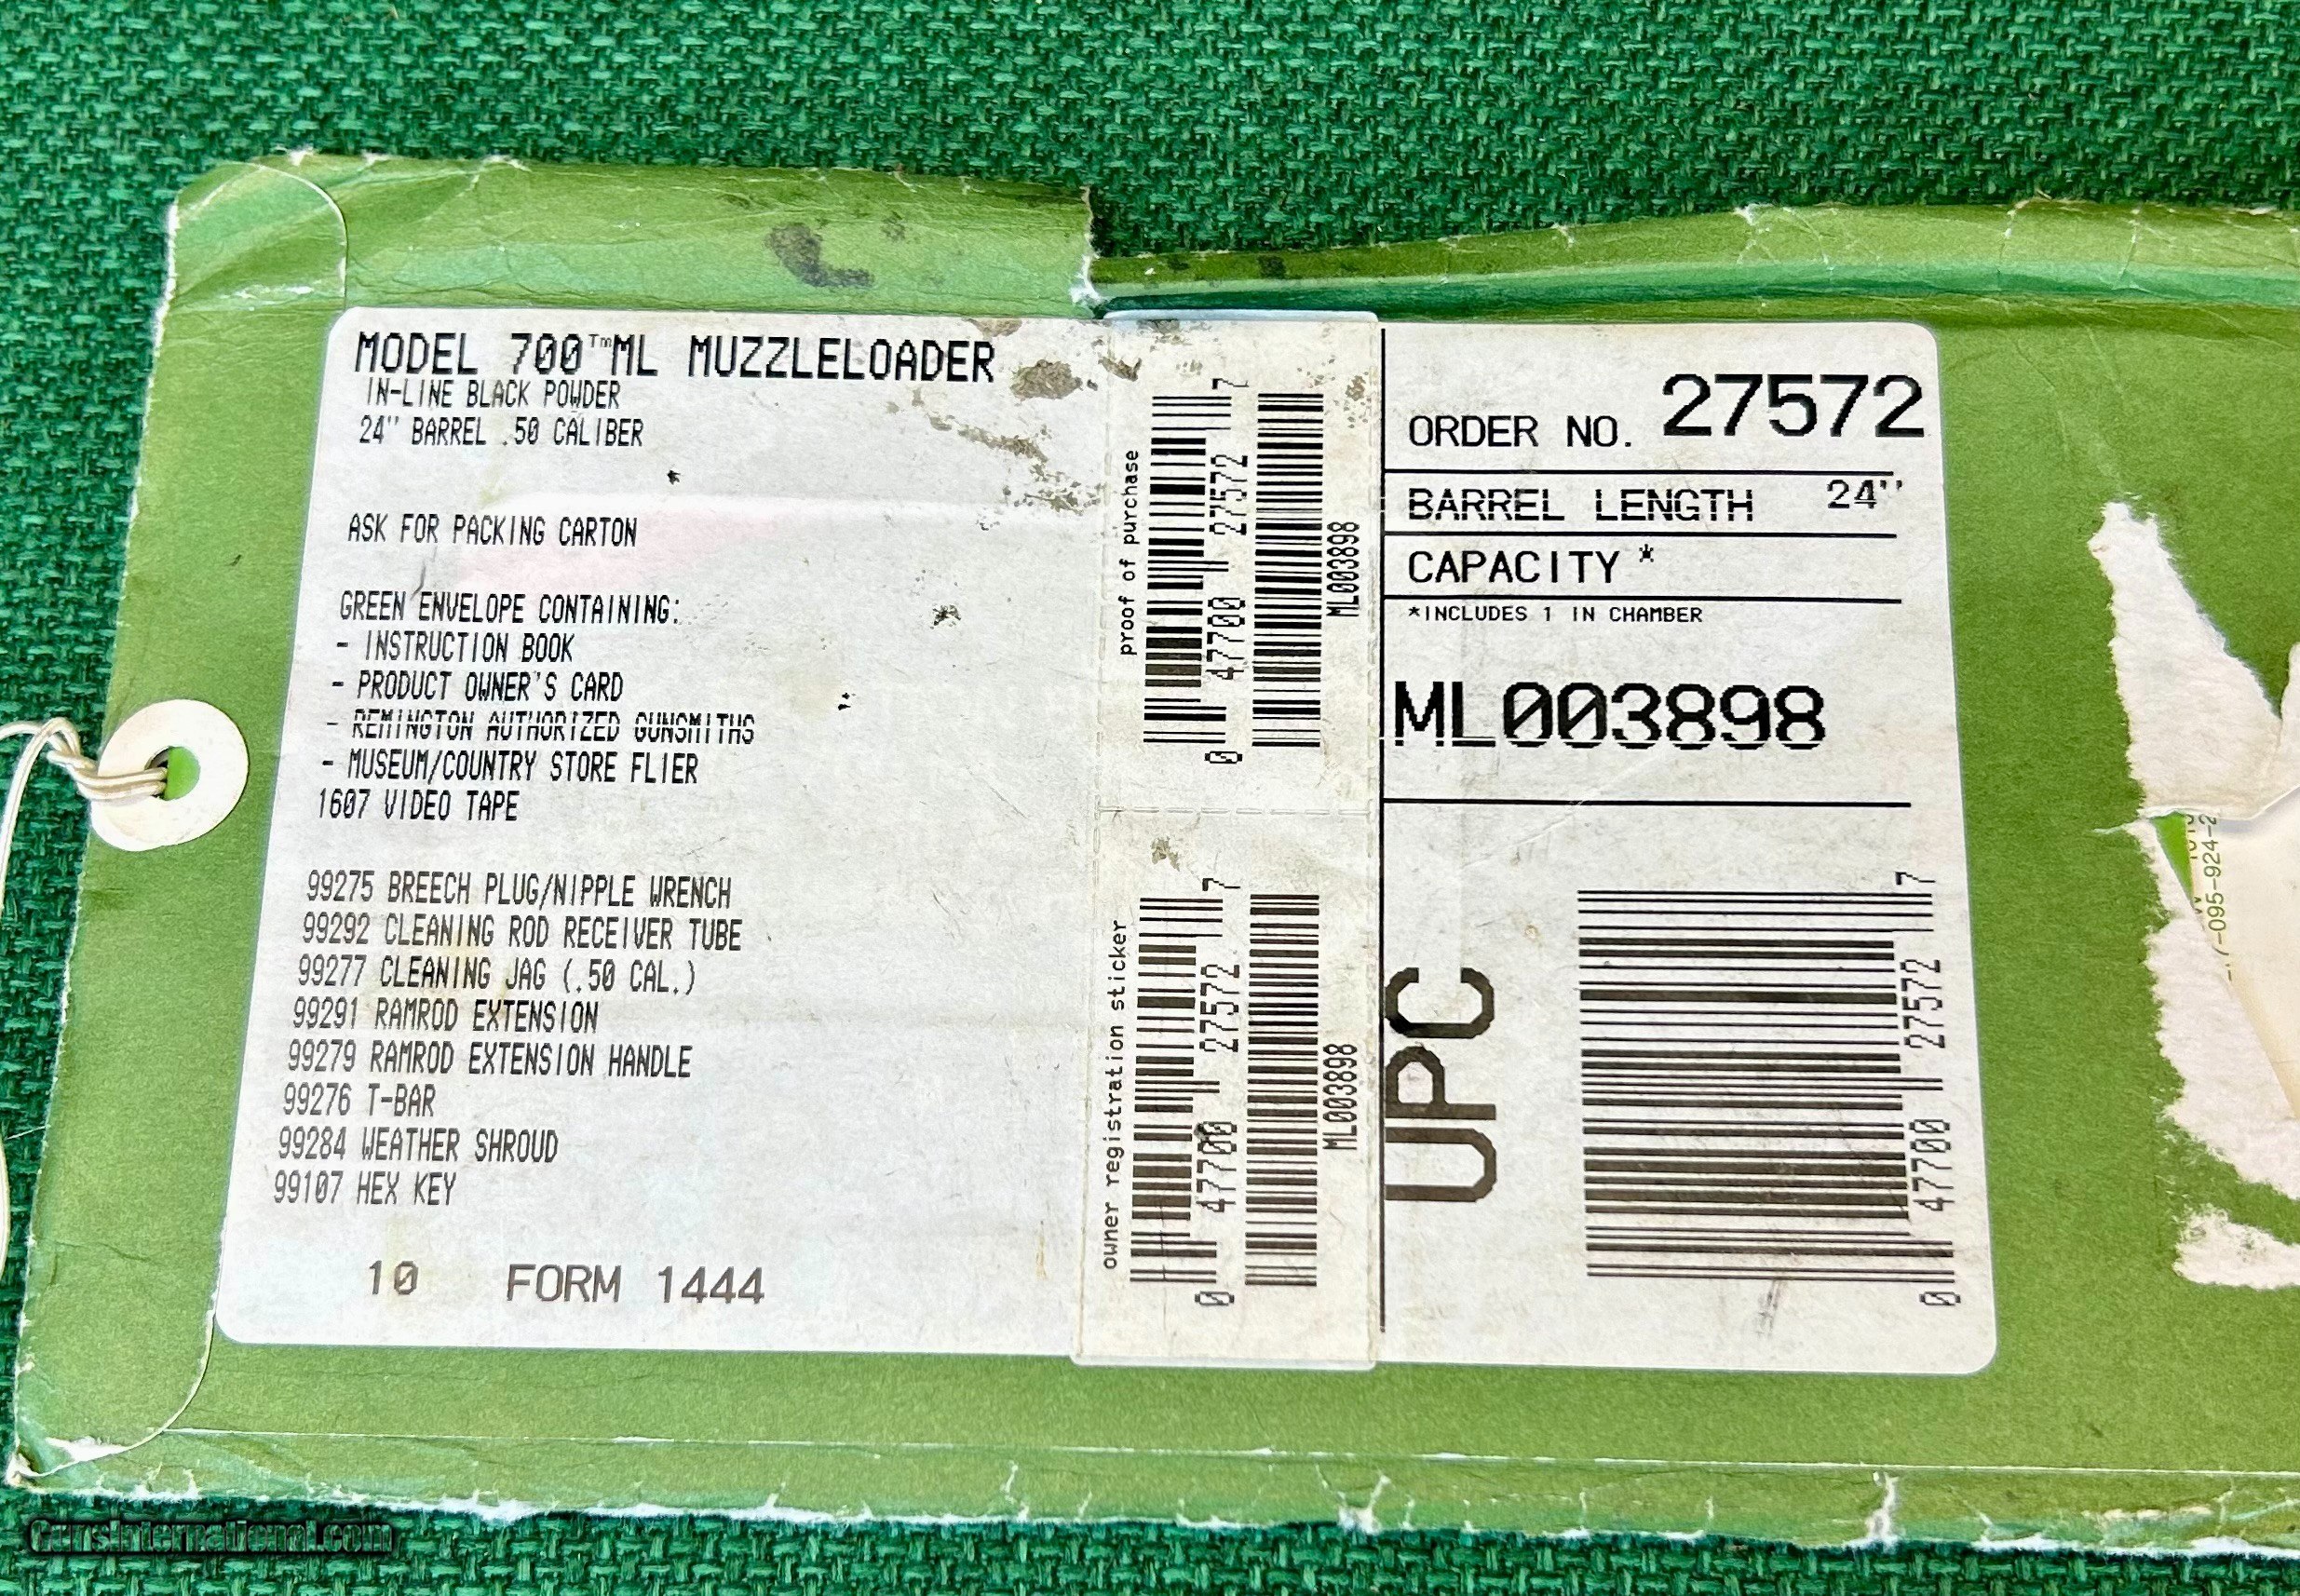 MODEL 700™ML MUZZLELOADER
IN-LINE BLACK POWDER
24" BARREL .50 CALIBER
*
ASK FOR PACKING CARTON
GREEN ENVELOPE CONTAINING:
- INSTRUCTION BOOK
- PRODUCT OWNER'S CARD
- REMINGTON AUTHORIZED GUNSMITHS
- MUSEUM/COUNTRY STORE FLIER
1607 VIDEO TAPE
99275 BREECH PLUG/NIPPLE WRENCH
99292 CLEANING ROD RECEIVER TUBE
99277 CLEANING JAG (.50 CAL.)
99291 RAMROD EXTENSION
99279 RAMROD EXTENSION HANDLE
99276 T-BAR
99284 WEATHER SHROUD
99107 HEX KEY
10 FORM 1444
proof of purchase
0 47700 27572 7
ML003898
owner registration sticker
0 47700 27572 7
ML003898
ORDER NO. 27572
BARREL LENGTH 24"
CAPACITY *
*INCLUDES 1 IN CHAMBER
ML003898
UPC
0 47700 27572 7
GunsInternational.com